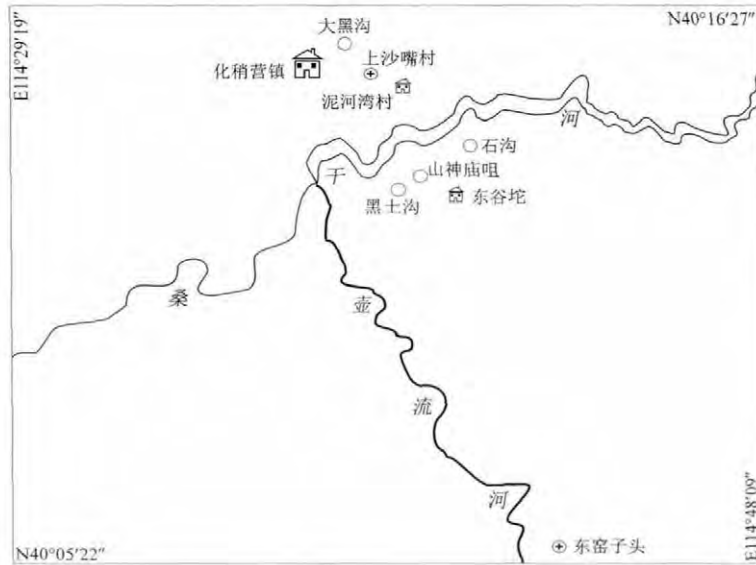 E114°29′19″
N40°16′27″
大黑沟
化稍营镇
上沙嘴村
泥河湾村
河
石沟
干
山神庙咀
黑土沟
东谷坨
桑
壶
流
河
东窑子头
N40°05′22″
E114°48′09″